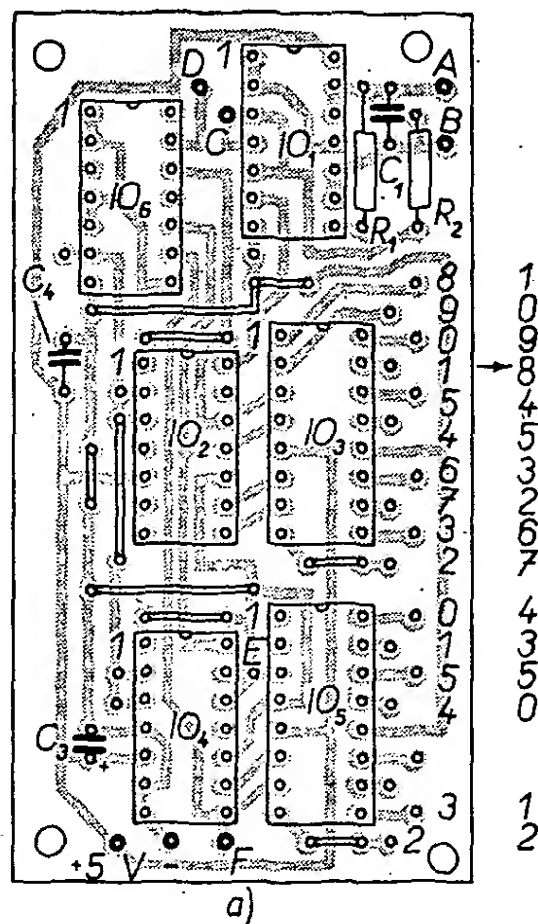 1
A
D
1
C
IO₁
B
C₁
IO₆
R₁
R₂
C₄
8 1
9 0
1
0 9
1
1 → 8
5 4
IO₂
IO₃
4 5
6 3
7 2
3 6
2 7
1
0 4
1
E
1 3
5 5
IO₄
IO₅
4 0
C₃
+
3 1
+5 V - F
2 2
a)